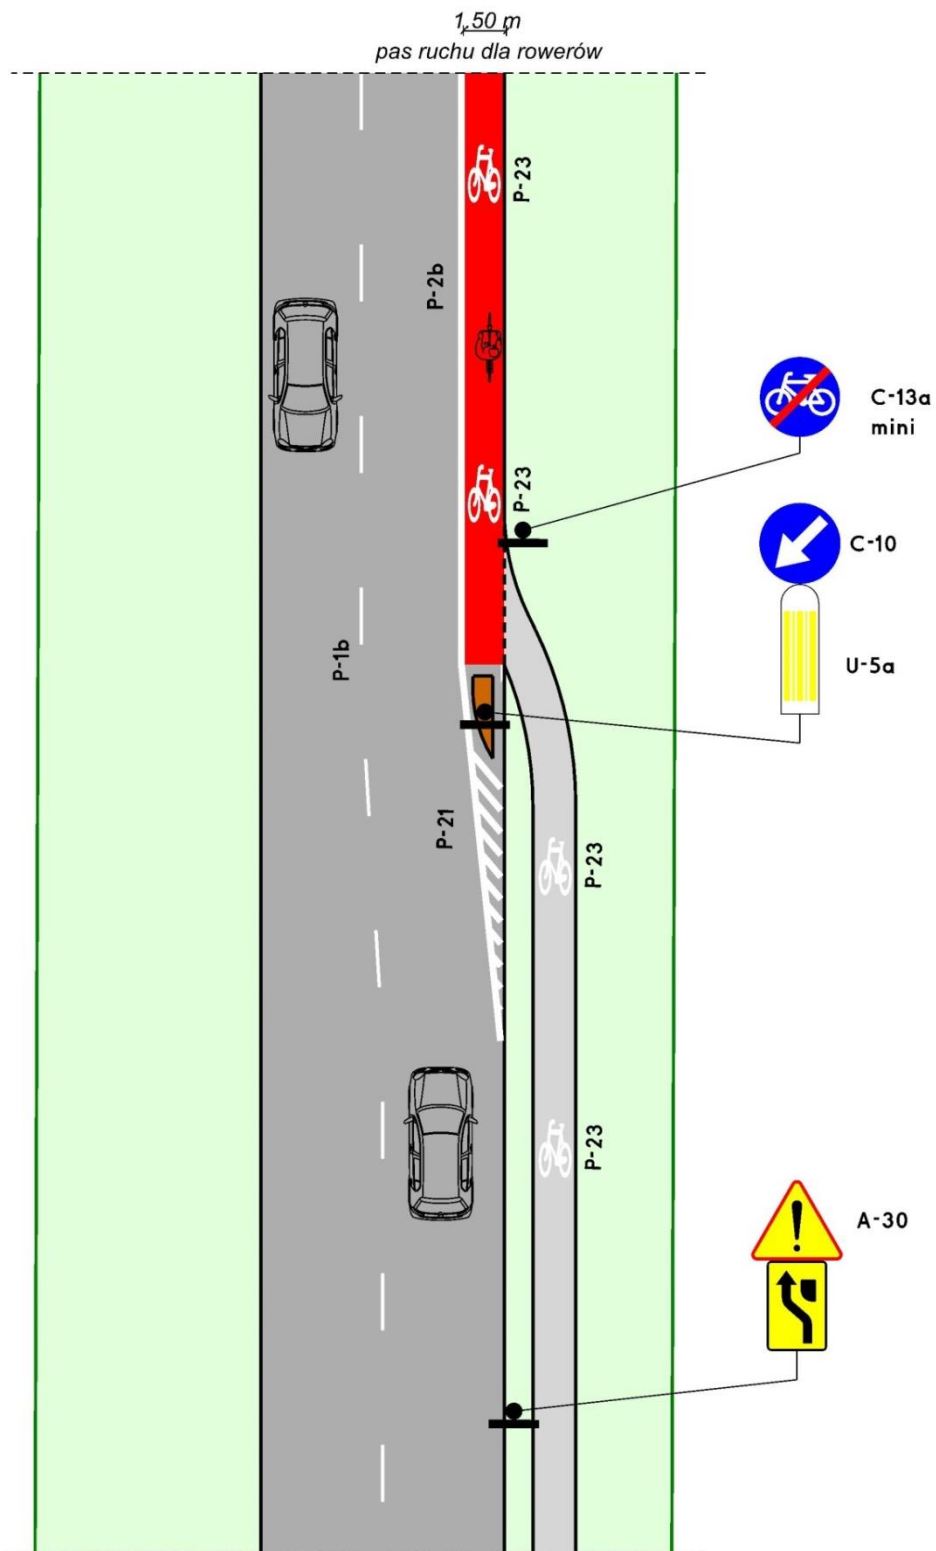 1,50 m
pas ruchu dla rowerów
P-23
P-2b
C-13a
mini
P-23
C-10
P-1b
U-5a
P-21
P-23
P-23
A-30